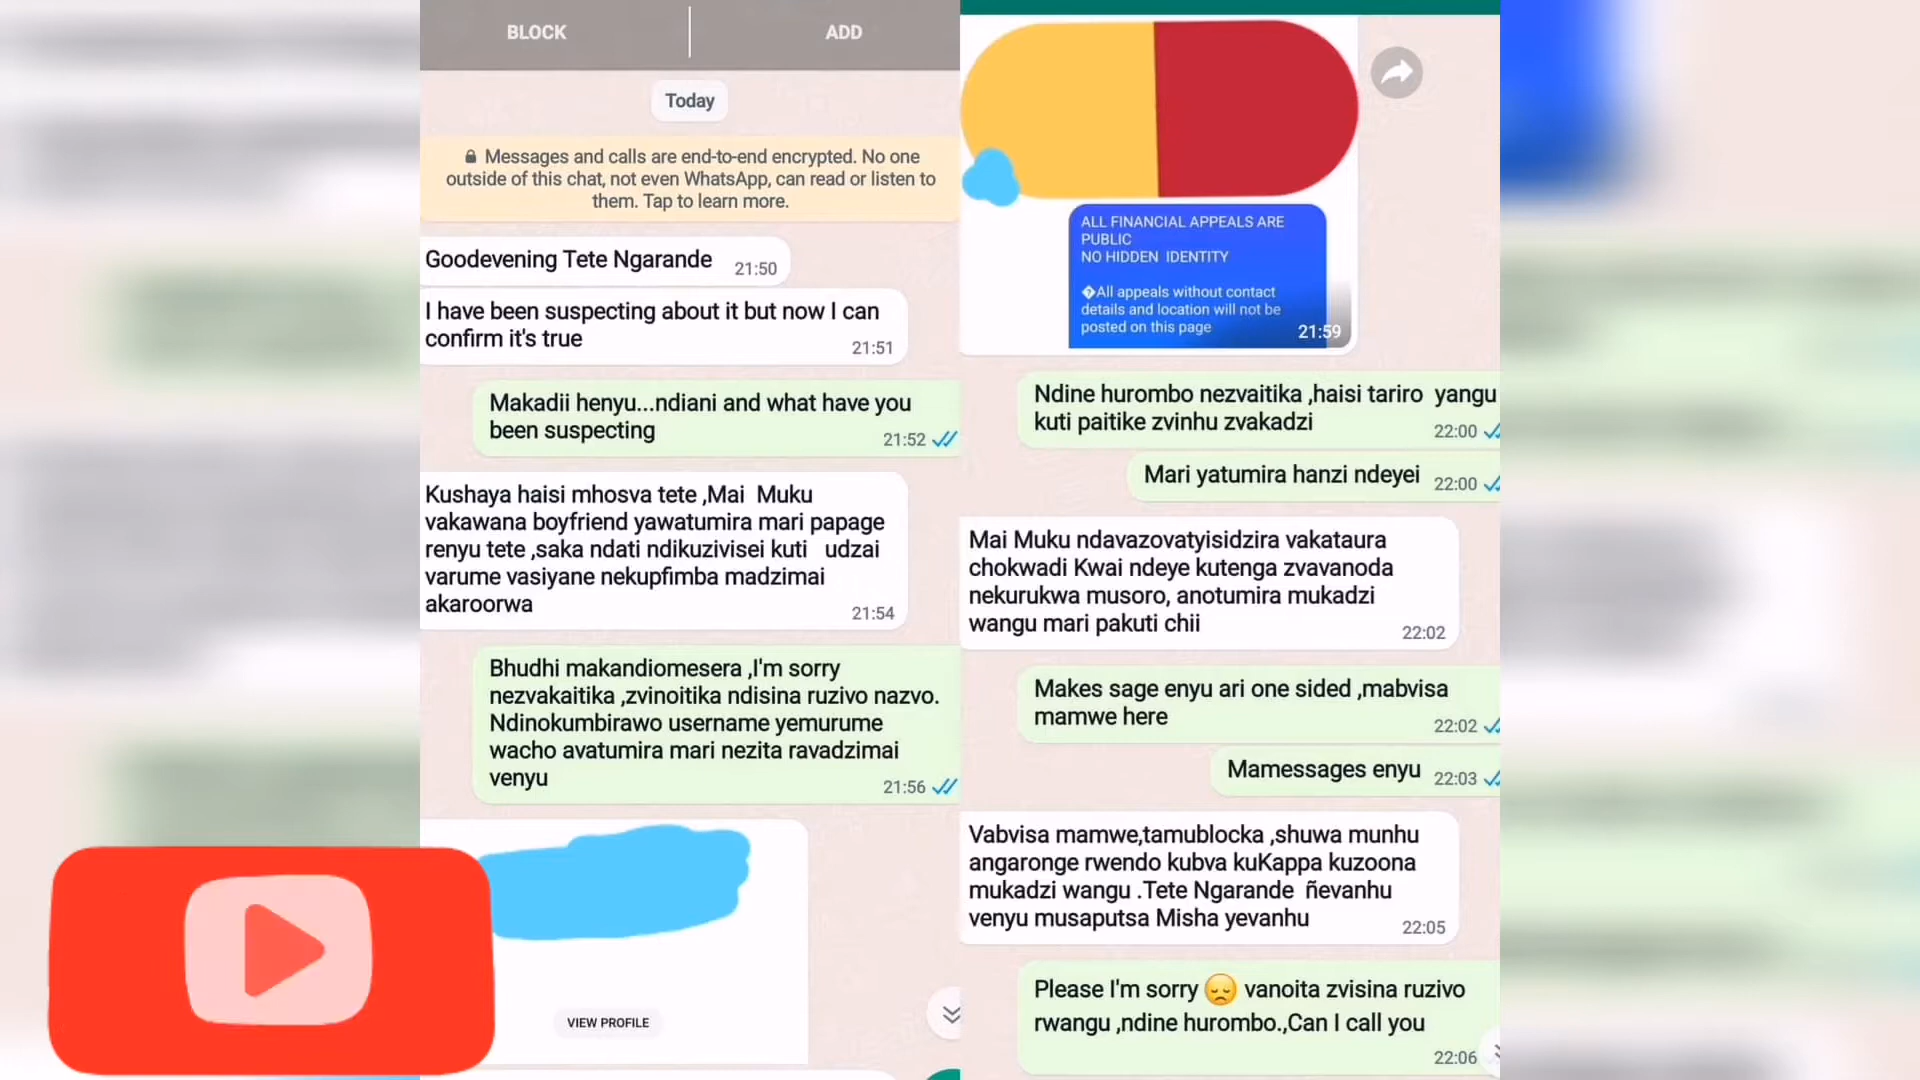 BLOCK
ADD
Today
Messages and calls are end-to-end encrypted. No one
outside of this chat, not even WhatsApp, can read or listen to
them. Tap to learn more.
Goodevening Tete Ngarande
21:50
I have been suspecting about it but now I can
confirm it's true
21:51
Makadii henyu...ndiani and what have you
been suspecting
21:52
Kushaya haisi mhosva tete ,Mai Muku
vakawana boyfriend yawatumira mari papage
renyu tete ,saka ndati ndikuzivisei kuti udzai
varume vasiyane nekupfimba madzimai
akaroorwa
21:54
Bhudhi makandiomesera ,I'm sorry
nezvakaitika ,zvinoitika ndisina ruzivo nazvo.
Ndinokumbirawo username yemurume
wacho avatumira mari nezita ravadzimai
venyu
21:56
VIEW PROFILE
ALL FINANCIAL APPEALS ARE
PUBLIC
NO HIDDEN IDENTITY
�All appeals without contact
details and location will not be
posted on this page
21:59
Ndine hurombo nezvaitika ,haisi tariro yangu
kuti paitike zvinhu zvakadzi
22:00
Mari yatumira hanzi ndeyei
22:00
Mai Muku ndavazovatyisidzira vakataura
chokwadi Kwai ndeye kutenga zvavanoda
nekurukwa musoro, anotumira mukadzi
wangu mari pakuti chii
22:02
Makes sage enyu ari one sided ,mabvisa
mamwe here
22:02
Mamessages enyu
22:03
Vabvisa mamwe,tamublocka ,shuwa munhu
angaronge rwendo kubva kuKappa kuzoona
mukadzi wangu .Tete Ngarande ñevanhu
venyu musaputsa Misha yevanhu
22:05
Please I'm sorry 😞 vanoita zvisina ruzivo
rwangu ,ndine hurombo.,Can I call you
22:06